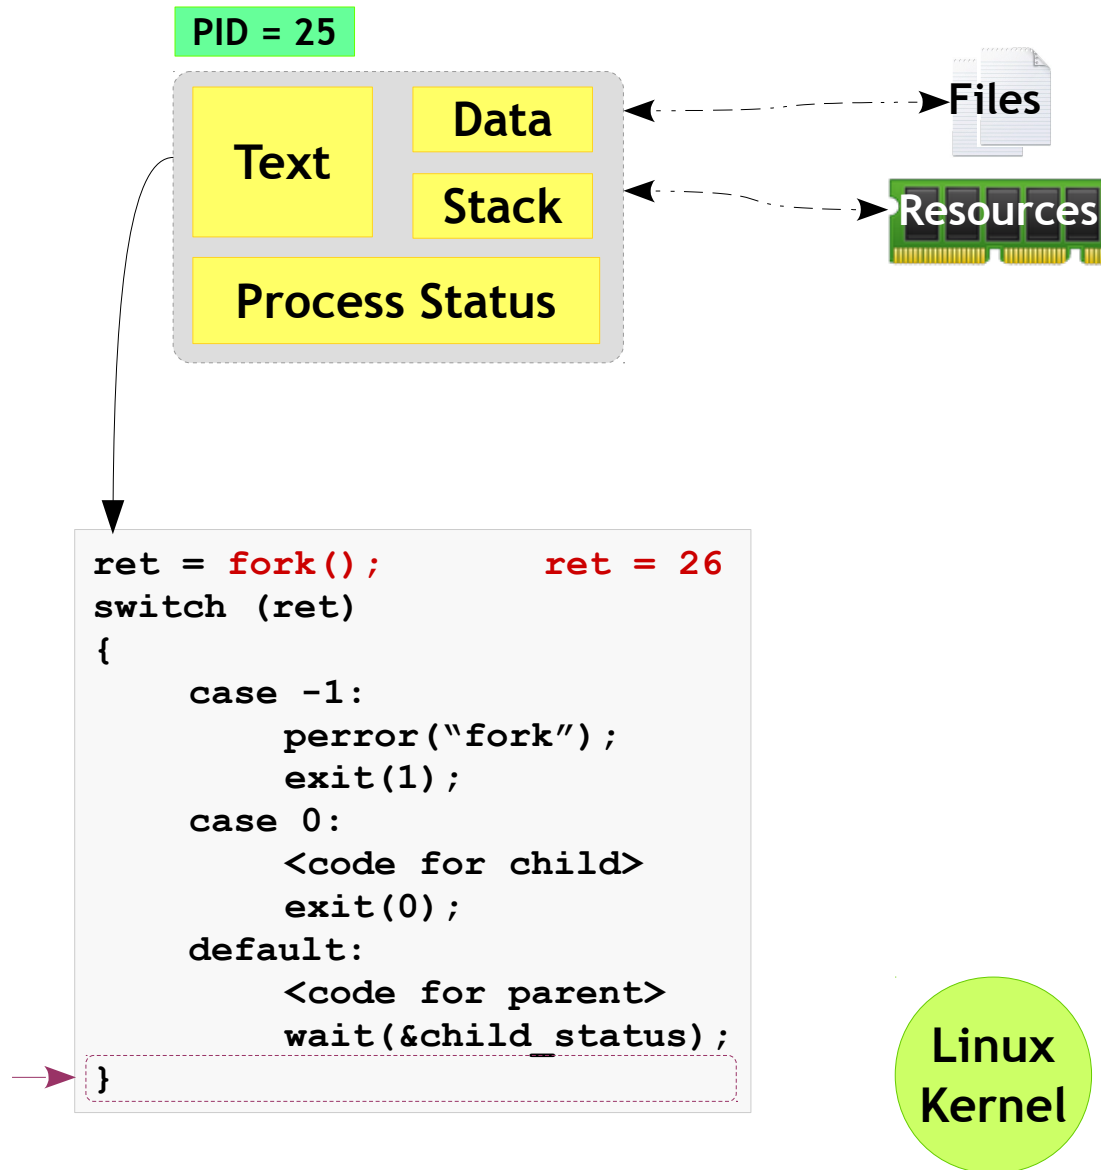 PID = 25
Text
Data
Stack
Process Status
Files
Resources
ret = fork(); ret = 26
switch (ret)
{
case -1:
perror(“fork”);
exit(1);
case 0:
<code for child>
exit(0);
default:
<code for parent>
wait(&child_status);
}
Linux
Kernel